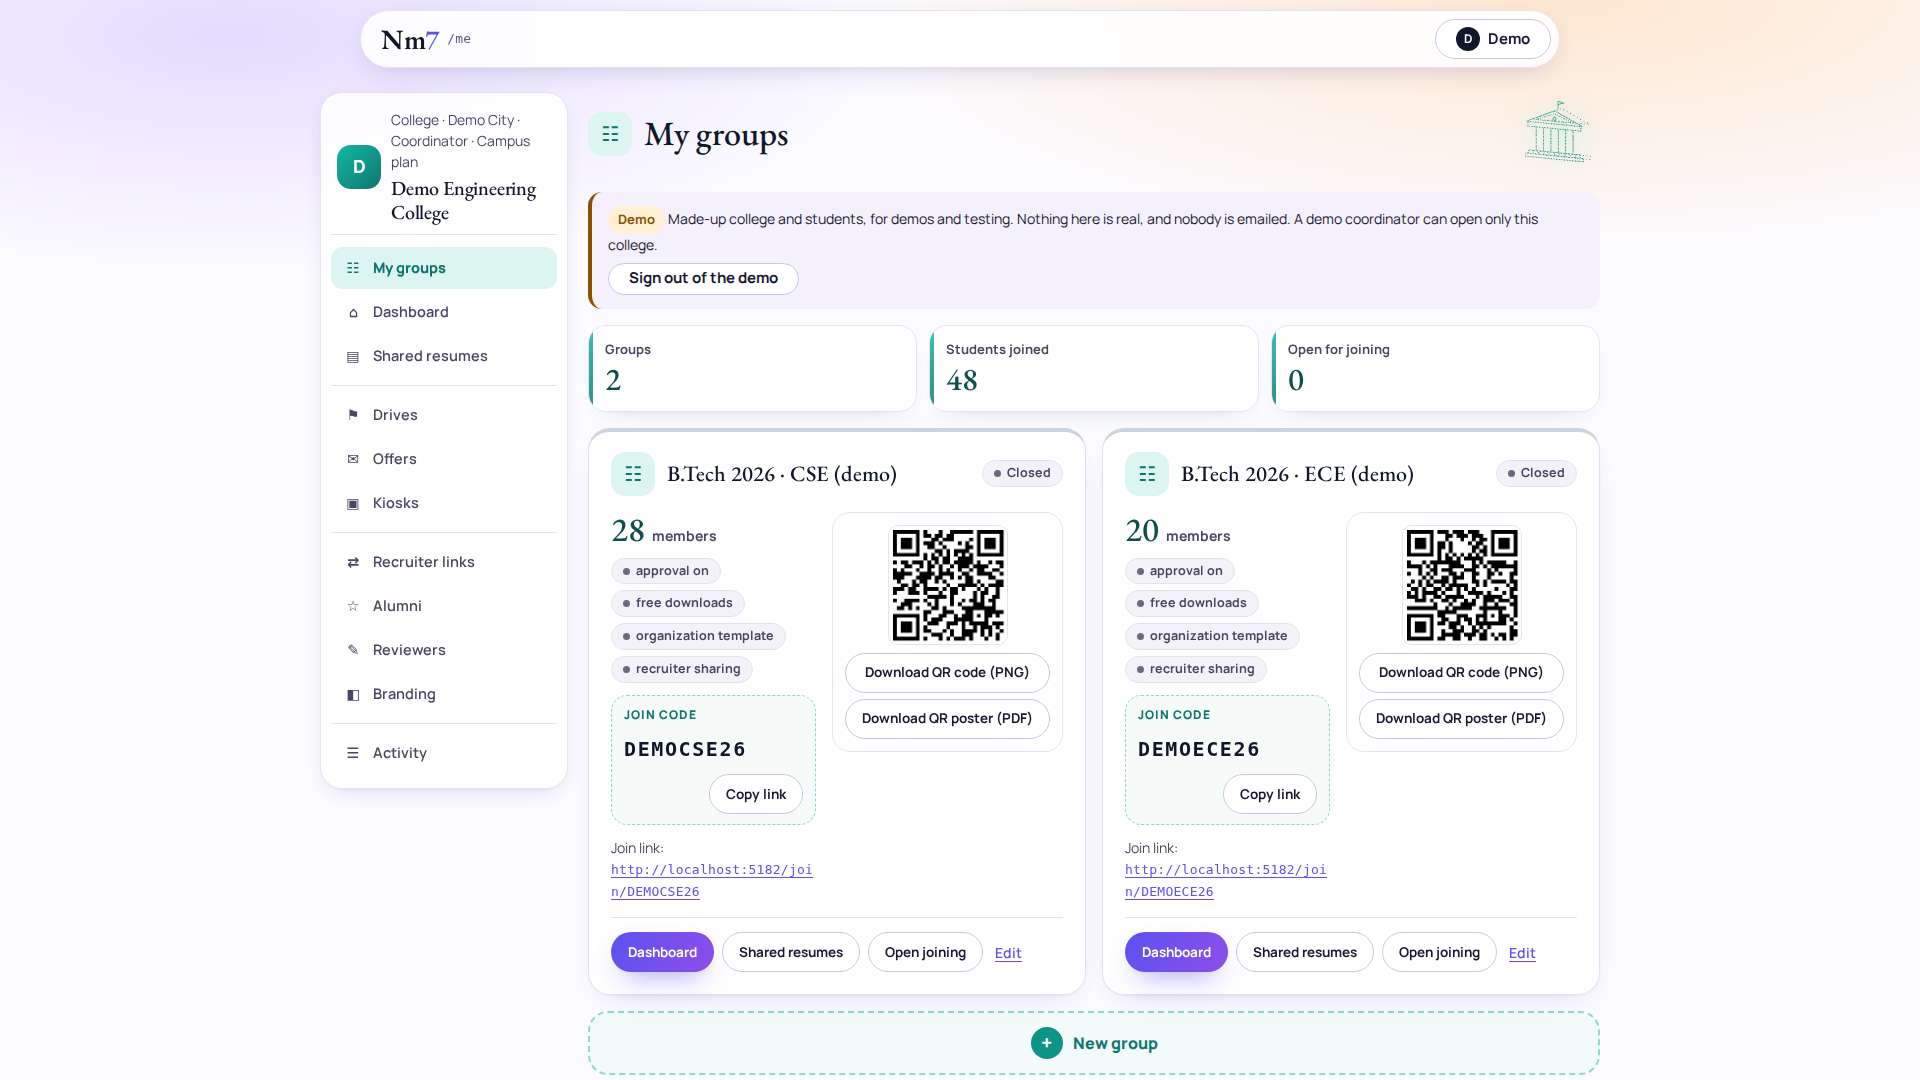 Nm7 /me
D Demo
College · Demo City ·
Coordinator · Campus
plan
D
Demo Engineering
College
My groups
Dashboard
Shared resumes
Drives
Offers
Kiosks
Recruiter links
Alumni
Reviewers
Branding
Activity
My groups
Demo Made-up college and students, for demos and testing. Nothing here is real, and nobody is emailed. A demo coordinator can open only this
college.
Sign out of the demo
Groups
2
Students joined
48
Open for joining
0
B.Tech 2026 · CSE (demo)
Closed
28 members
approval on
free downloads
organization template
recruiter sharing
JOIN CODE
DEMOCSE26
Copy link
Join link:
http://localhost:5182/joi
n/DEMOCSE26
Download QR code (PNG)
Download QR poster (PDF)
Dashboard Shared resumes Open joining Edit
B.Tech 2026 · ECE (demo)
Closed
20 members
approval on
free downloads
organization template
recruiter sharing
JOIN CODE
DEMOECE26
Copy link
Join link:
http://localhost:5182/joi
n/DEMOECE26
Download QR code (PNG)
Download QR poster (PDF)
Dashboard Shared resumes Open joining Edit
+ New group